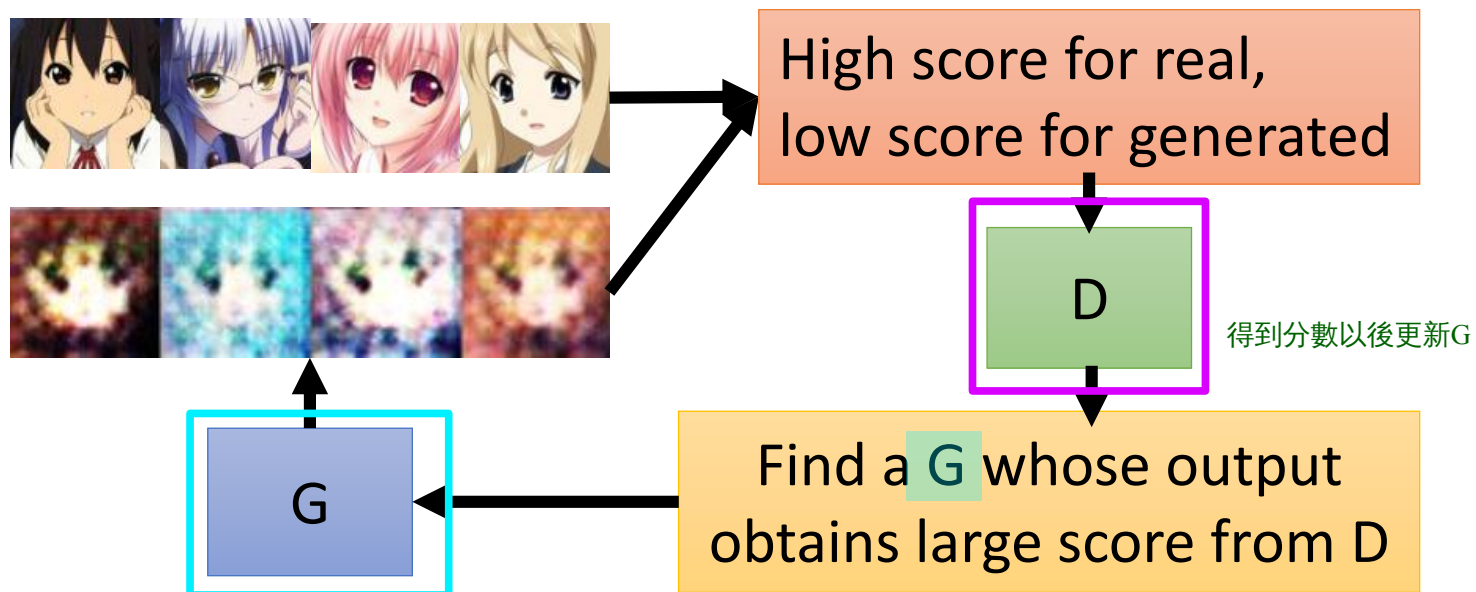 High score for real,
low score for generated
D
得到分數以後更新G
Find a G whose output
obtains large score from D
G